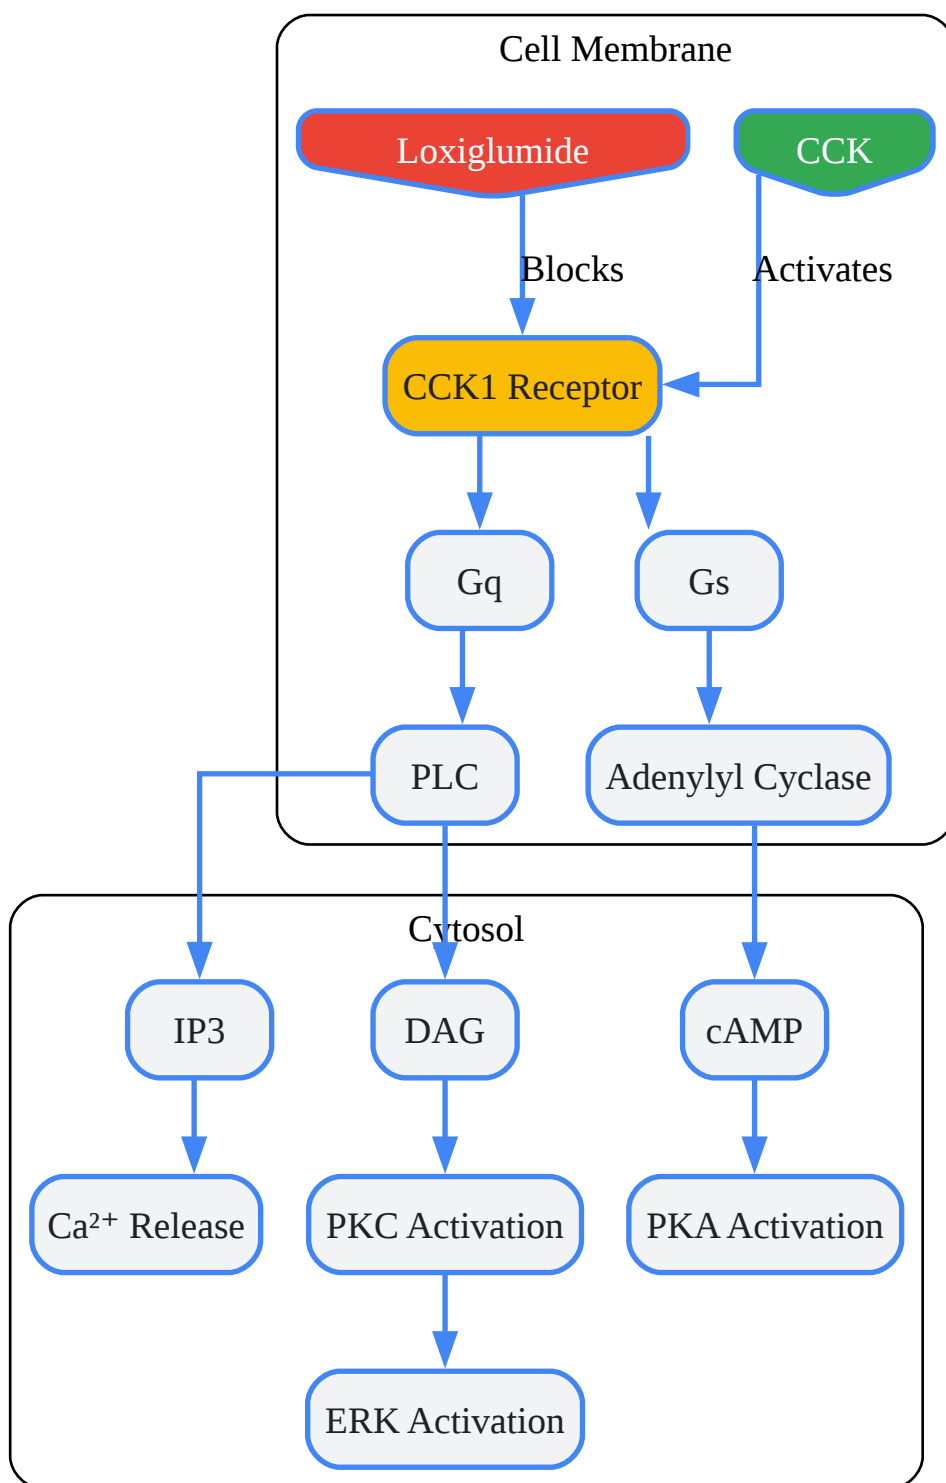 Cell Membrane
Loxiglumide
CCK
Blocks
Activates
CCK1 Receptor
Gq
Gs
PLC
Adenylyl Cyclase
Cytosol
IP3
DAG
cAMP
Ca²⁺ Release
PKC Activation
PKA Activation
ERK Activation